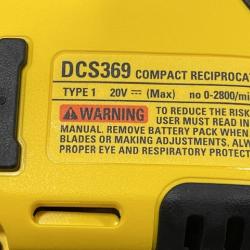 DCS369 COMPACT RECIPROCA
TYPE 1 20V ⎓ (Max) no 0-2800/mi
⚠WARNING TO REDUCE THE RISK
USER MUST READ IN
MANUAL. REMOVE BATTERY PACK WHEN
BLADES OR MAKING ADJUSTMENTS. ALWAY
PROPER EYE AND RESPIRATORY PROTECT